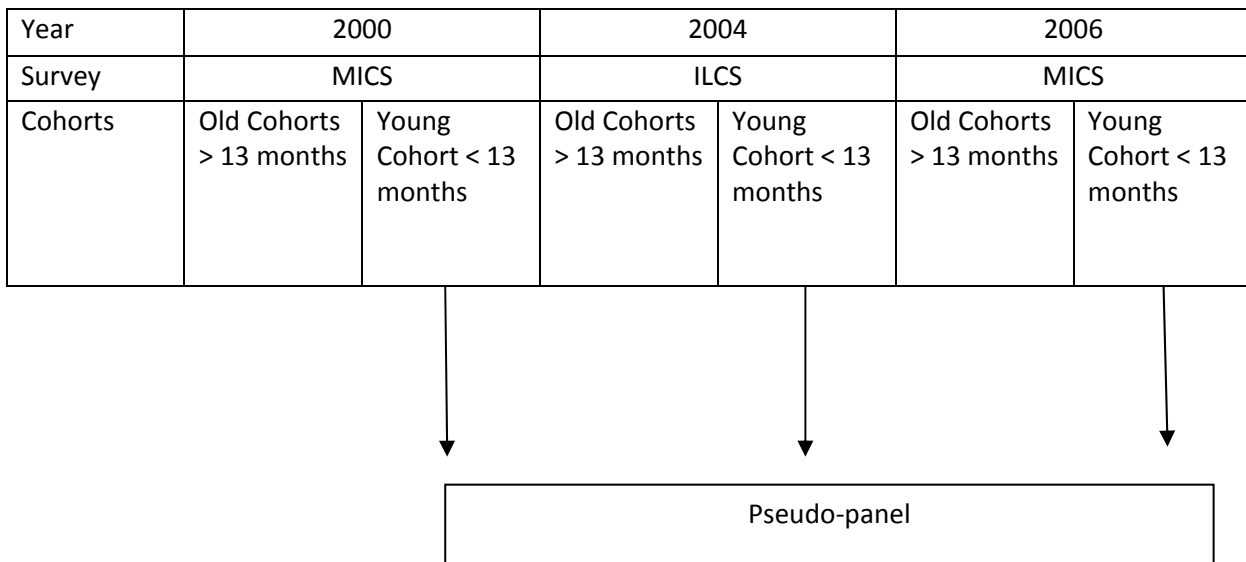 Year 2000 2004 2006
Survey MICS ILCS MICS
Cohorts Old Cohorts Young Old Cohorts Young Old Cohorts Young
> 13 months Cohort < 13 > 13 months Cohort < 13 > 13 months Cohort < 13
months months months
Pseudo-panel